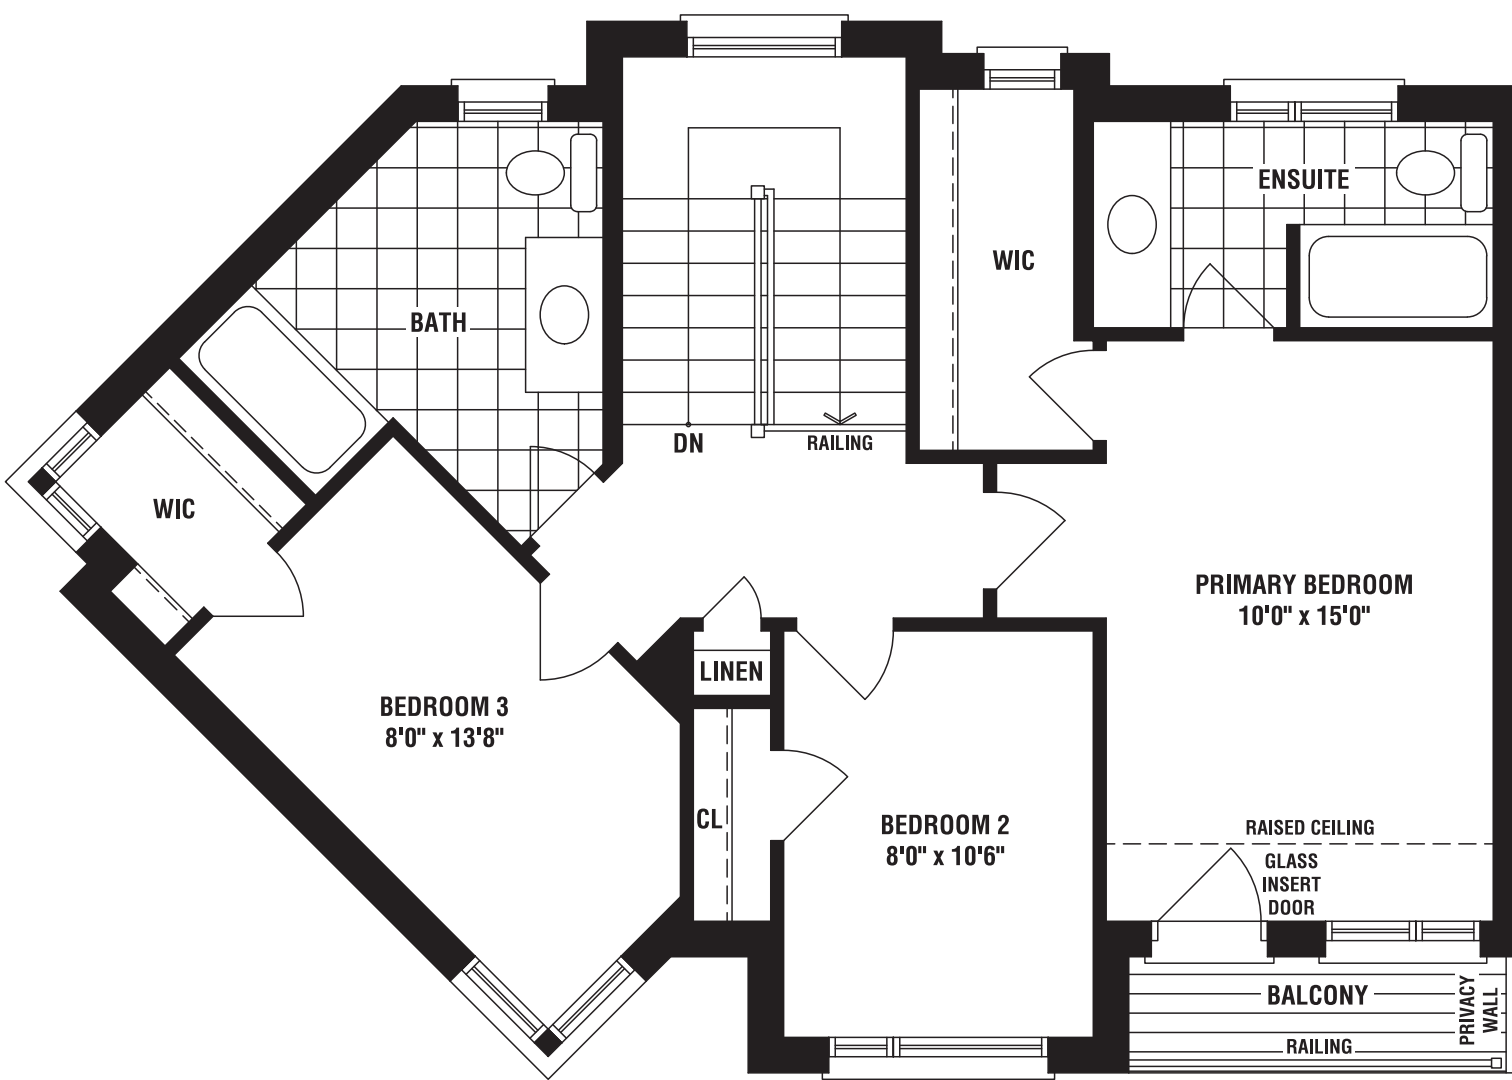 ENSUITE
WIC
BATH
DN
RAILING
WIC
PRIMARY BEDROOM
10'0" x 15'0"
LINEN
BEDROOM 3
8'0" x 13'8"
CL
BEDROOM 2
8'0" x 10'6"
RAISED CEILING
GLASS
INSERT
DOOR
BALCONY
PRIVACY
WALL
RAILING